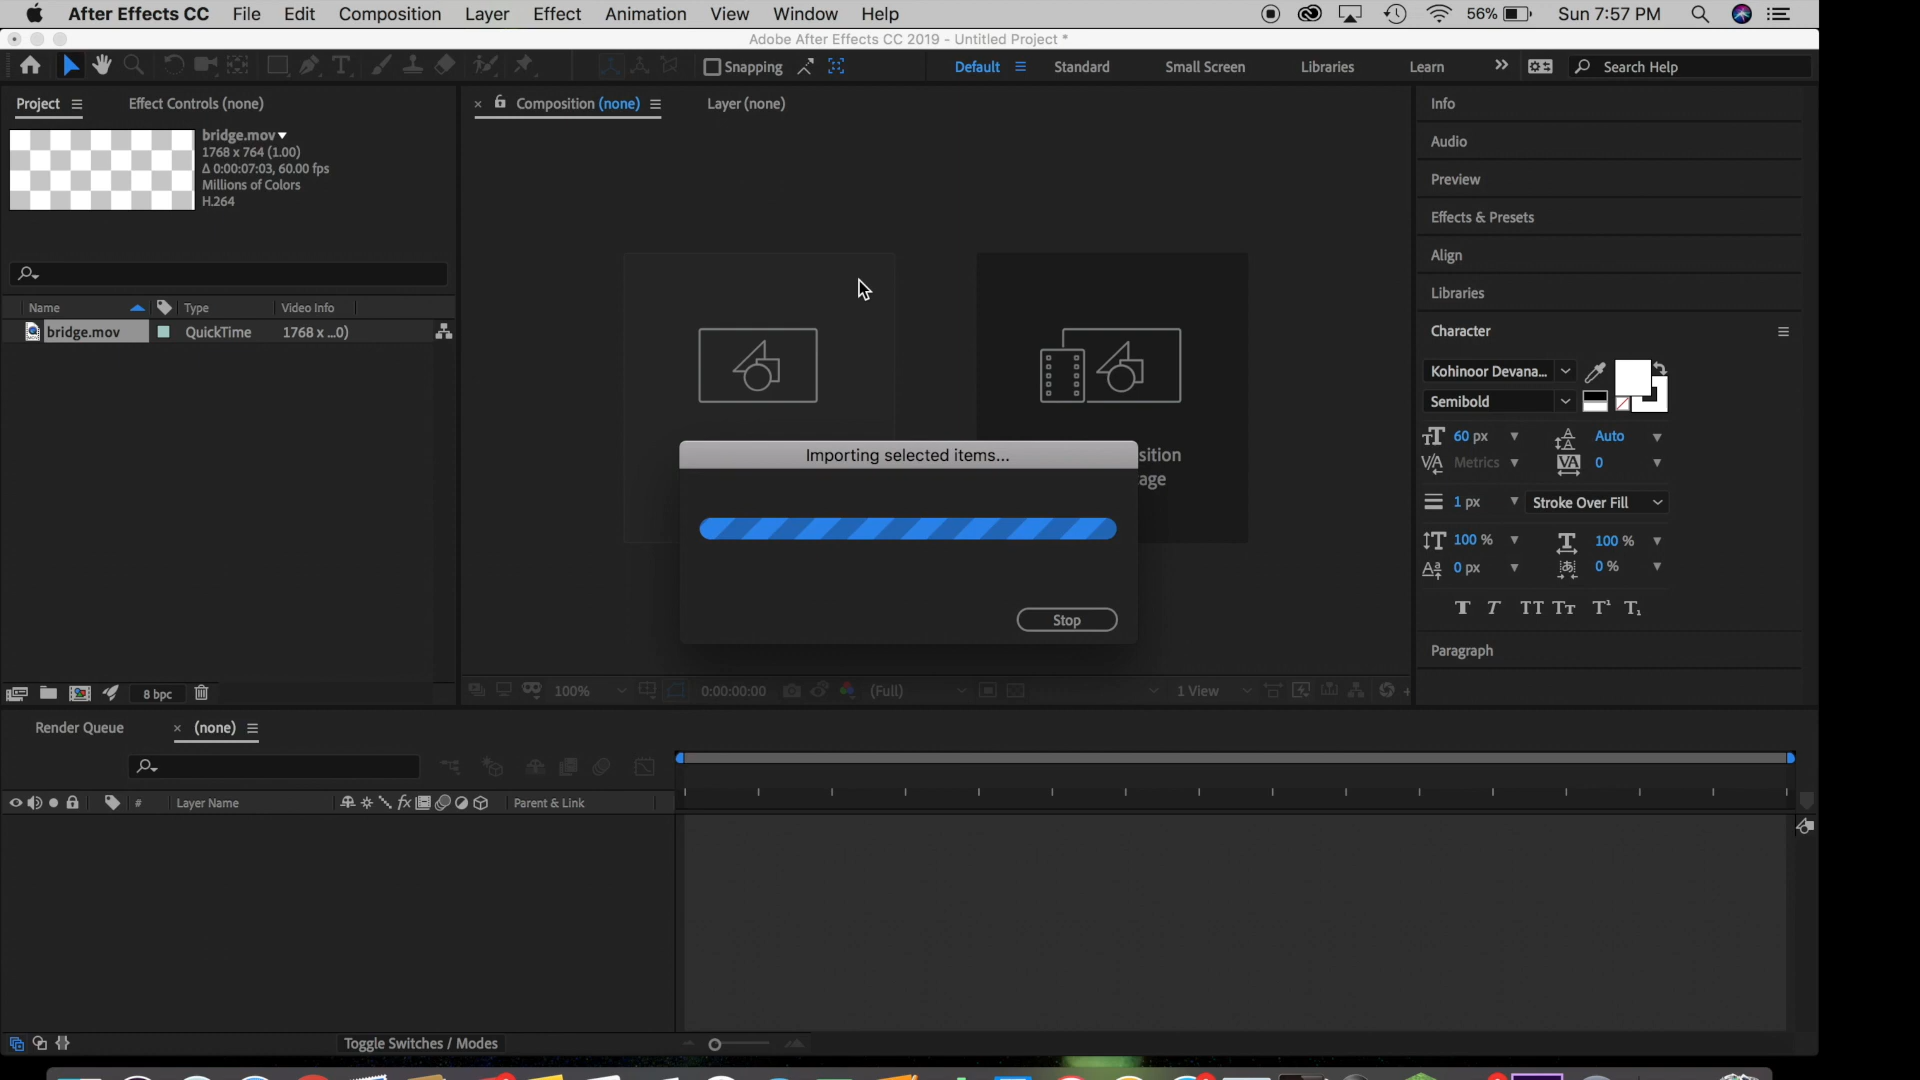 After Effects CC File Edit Composition Layer Effect Animation View Window Help 56% Sun 7:57 PM
Adobe After Effects CC 2019 - Untitled Project *
Snapping Default Standard Small Screen Libraries Learn Search Help
Project Effect Controls (none) Composition (none) Layer (none) Info
bridge.mov
1768 x 764 (1.00)
Δ 0:00:07:03, 60.00 fps
Millions of Colors
H.264
Audio
Preview
Effects & Presets
Align
Libraries
Character
Name Type Video Info
bridge.mov QuickTime 1768 x ...0)
Kohinoor Devana...
Semibold
60 px Auto
Metrics 0
1 px Stroke Over Fill
100 % 100 %
0 px 0 %
T T TT Tt T¹ T₁
Paragraph
Importing selected items...
sition
age
Stop
8 bpc 100% 0:00:00:00 (Full) 1 View
Render Queue (none)
# Layer Name fx Parent & Link
Toggle Switches / Modes